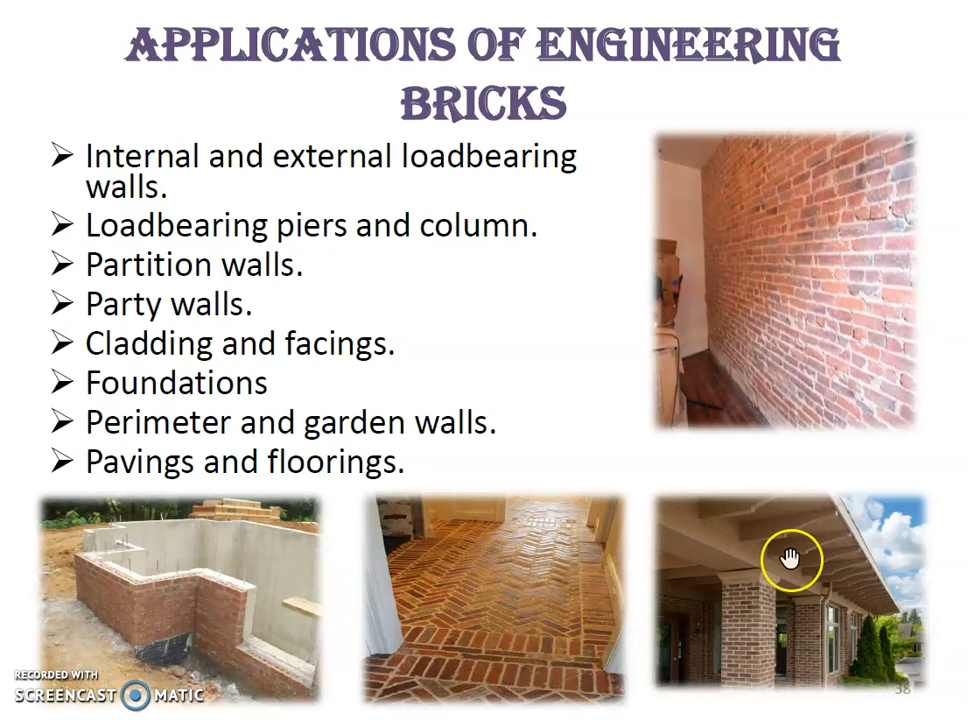 APPLICATIONS OF ENGINEERING
BRICKS
Internal and external loadbearing
walls.
Loadbearing piers and column.
Partition walls.
Party walls.
Cladding and facings.
Foundations
Perimeter and garden walls.
Pavings and floorings.
RECORDED WITH
SCREENCAST MATIC
38